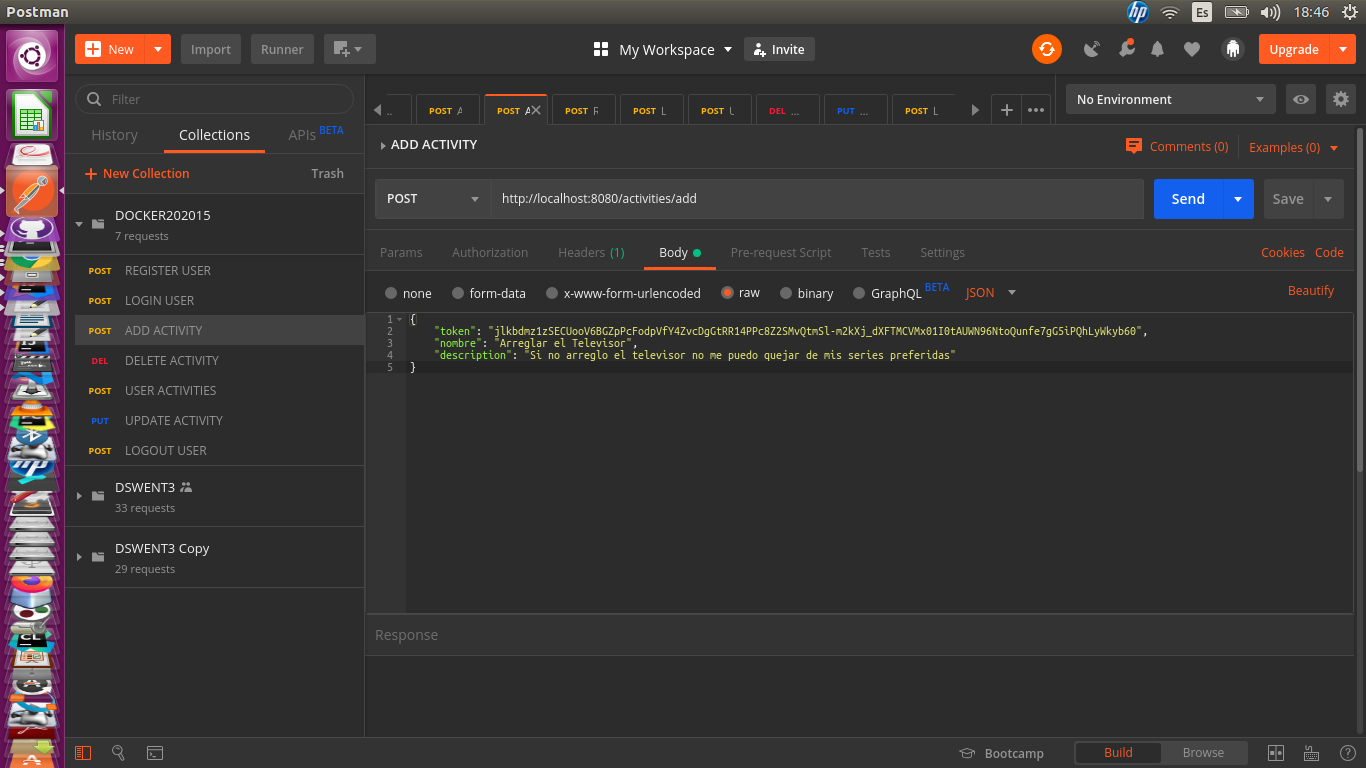 Postman
hp
Es
18:46
New
Import
Runner
My Workspace
Invite
Upgrade
Filter
History
Collections
APIs BETA
New Collection
Trash
DOCKER202015
7 requests
POST REGISTER USER
POST LOGIN USER
POST ADD ACTIVITY
DEL DELETE ACTIVITY
POST USER ACTIVITIES
PUT UPDATE ACTIVITY
POST LOGOUT USER
DSWENT3
33 requests
DSWENT3 Copy
29 requests
POST A
POST A
POST R
POST L
POST U
DEL ...
PUT ...
POST L
No Environment
ADD ACTIVITY
Comments (0)
Examples (0)
POST
http://localhost:8080/activities/add
Send
Save
Params
Authorization
Headers (1)
Body
Pre-request Script
Tests
Settings
Cookies
Code
none
form-data
x-www-form-urlencoded
raw
binary
GraphQL BETA
JSON
Beautify
1 {
2 "token": "jlkbdmz1zSECUooV6BGZpPcFodpVfY4ZvcDgGtRR14PPc8Z2SMvQtmSl-m2kXj_dXFTMCVMx01I0tAUWN96NtoQunfe7gG5iPQhLyWkyb60",
3 "nombre": "Arreglar el Televisor",
4 "description": "Si no arreglo el televisor no me puedo quejar de mis series preferidas"
5 }
Response
Bootcamp
Build
Browse